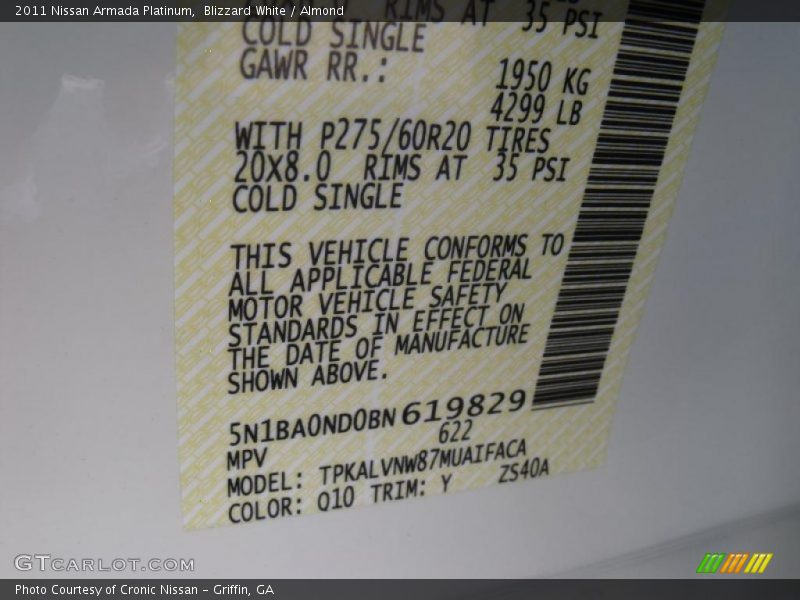 2011 Nissan Armada Platinum, Blizzard White / Almond
RIMS AT 35 PSI
COLD SINGLE
GAWR RR.:
1950 KG
4299 LB
WITH P275/60R20 TIRES
20X8.0 RIMS AT 35 PSI
COLD SINGLE
THIS VEHICLE CONFORMS TO
ALL APPLICABLE FEDERAL
MOTOR VEHICLE SAFETY
STANDARDS IN EFFECT ON
THE DATE OF MANUFACTURE
SHOWN ABOVE.
5N1BA0ND0BN619829
MPV 622
MODEL: TPKALVNW87MUAIFACA
COLOR: Q10 TRIM: Y ZS40A
GTCARLOT.COM
Photo Courtesy of Cronic Nissan – Griffin, GA